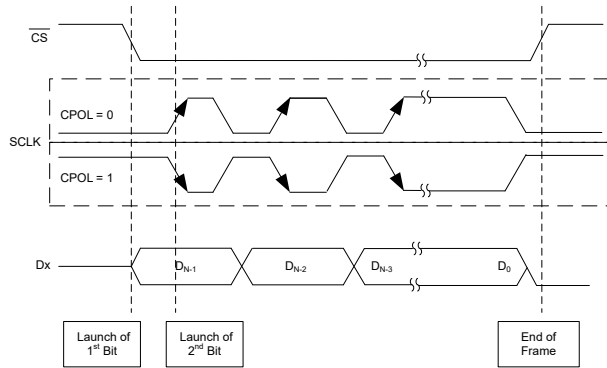 CS
CPOL = 0
SCLK
CPOL = 1
Dx
DN-1
DN-2
DN-3
D0
Launch of
1st Bit
Launch of
2nd Bit
End of
Frame